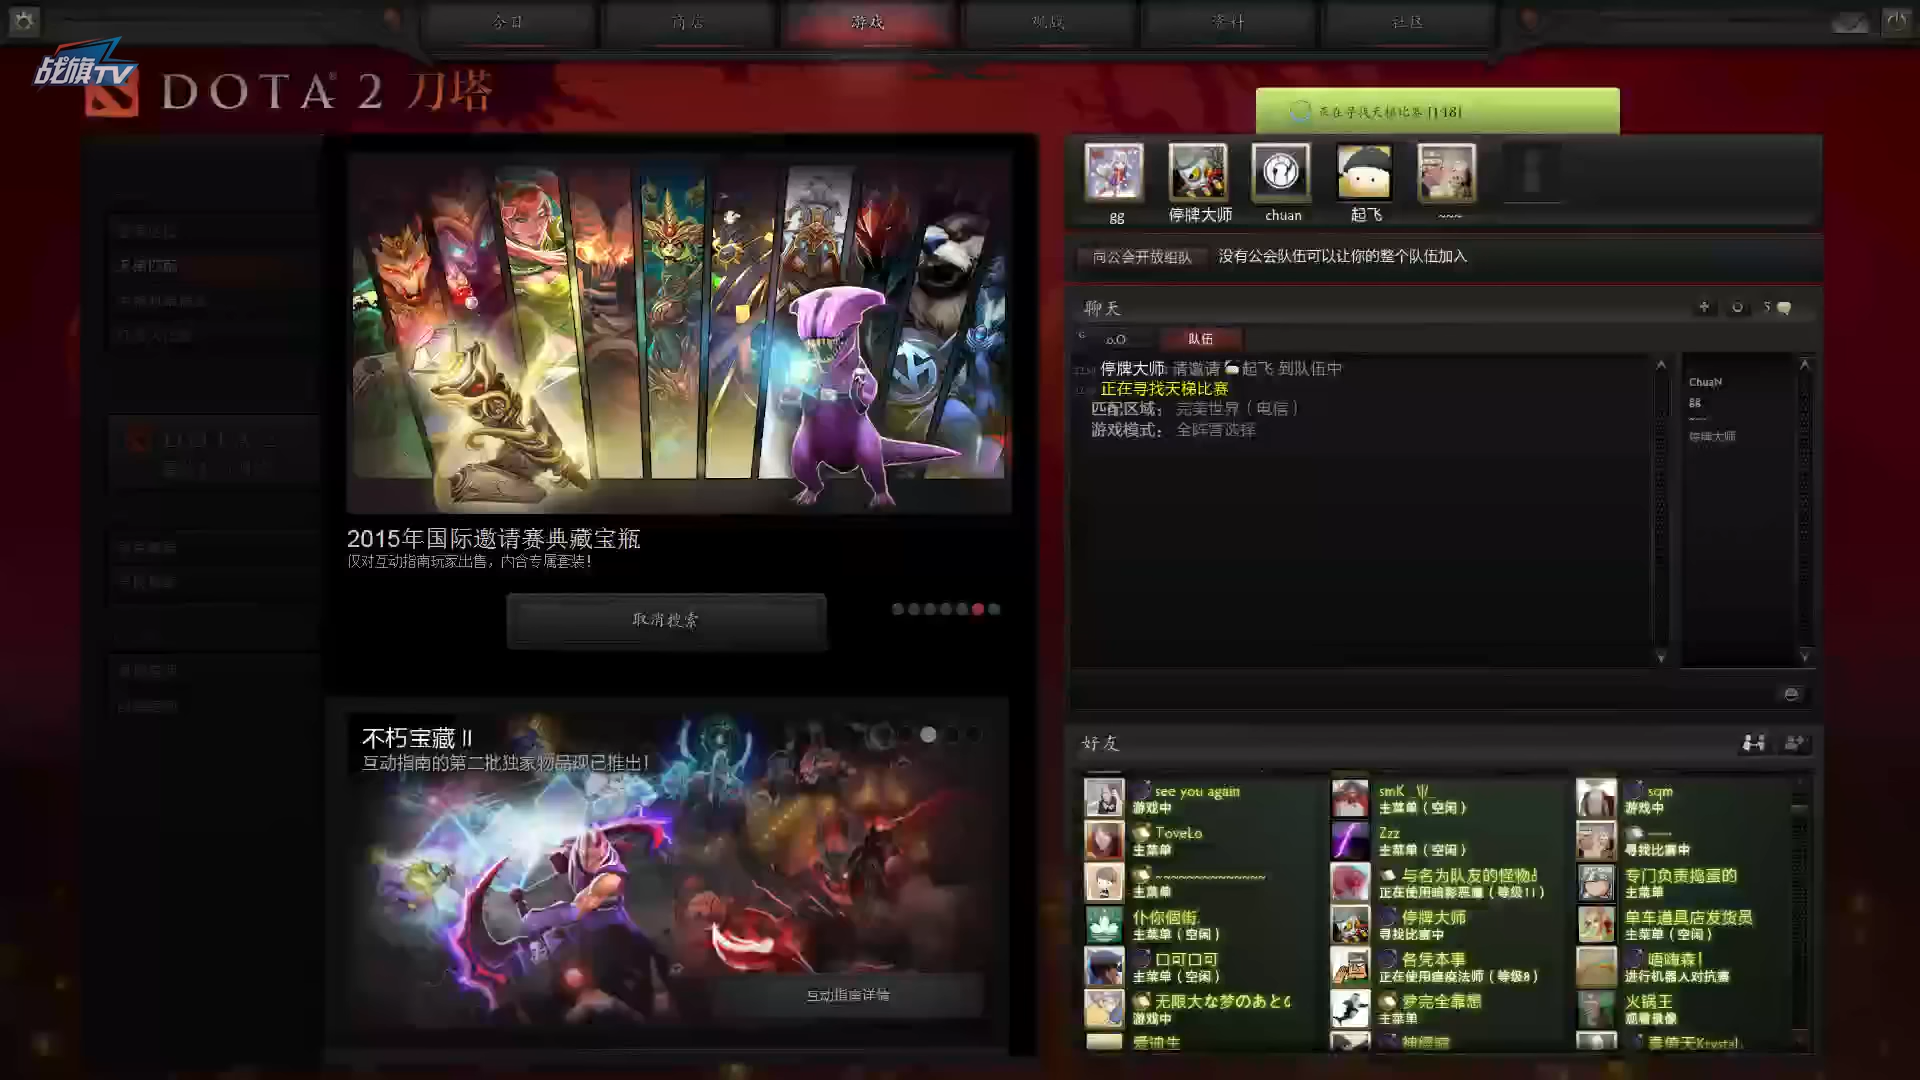 今日 商店 游戏 观战 资料 社区
战旗TV
DOTA 2 刀塔
正在寻找天梯比赛 [1:48]
gg 停牌大师 chuan 起飞 ~~~
向公会开放组队 没有公会队伍可以让你的整个队伍加入
聊天
5
o.O 队伍
停牌大师 请邀请 起飞 到队伍中
正在寻找天梯比赛
匹配区域： 完美世界（电信）
游戏模式： 全阵营选择
ChuaN
gg
停牌大师
2015年国际邀请赛典藏宝瓶
仅对互动指南玩家出售，内含专属套装！
取消搜索
不朽宝藏 II
互动指南的第二批独家物品现已推出！
互动指南详情
好友
see you again
游戏中
smK_\|/_
主菜单（空闲）
sqm
游戏中
ToveLo
主菜单
Zzz
主菜单（空闲）
寻找比赛中
~~~~~~~~~~~~~~
主菜单
与名为队友的怪物
正在使用暗影恶魔（等级11）
专门负责捣蛋的
主菜单
仆你個街.
主菜单（空闲）
停牌大师
寻找比赛中
单车道具店发货员
主菜单（空闲）
口可口可
主菜单（空闲）
各凭本事
正在使用瘟疫法师（等级8）
唔嗨森！
进行机器人对抗赛
无限大な梦のあと
游戏中
梦完全靠想
主菜单
火锅王
观看录像
爱迪生